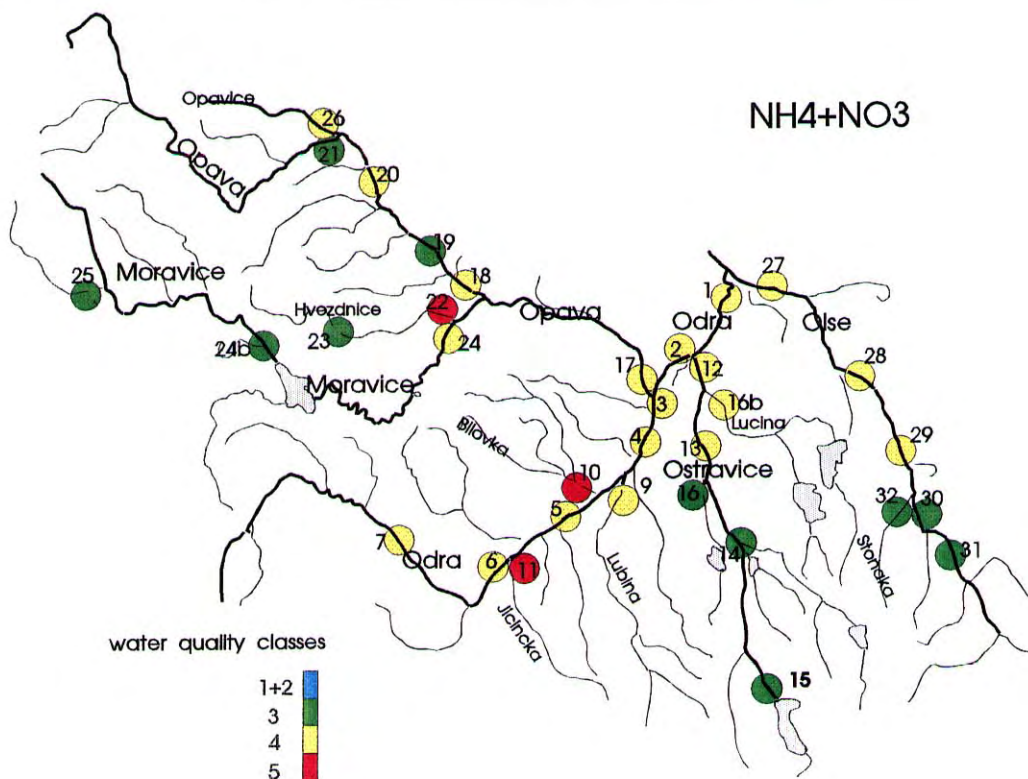 NH4+NO3
Opavice
26
21
Opava
20
19
18
25
Moravice
22
Hvezdnice
23
24
24b
Moravice
Opava
27
1
Odra
Olse
2
12
17
3
28
16b
Lucina
4
13
29
Bilovka
Ostravice
10
16
9
5
32
30
7
14
31
Odra
6
11
Lubina
Stonaka
Jicincka
15
water quality classes
1+2
3
4
5